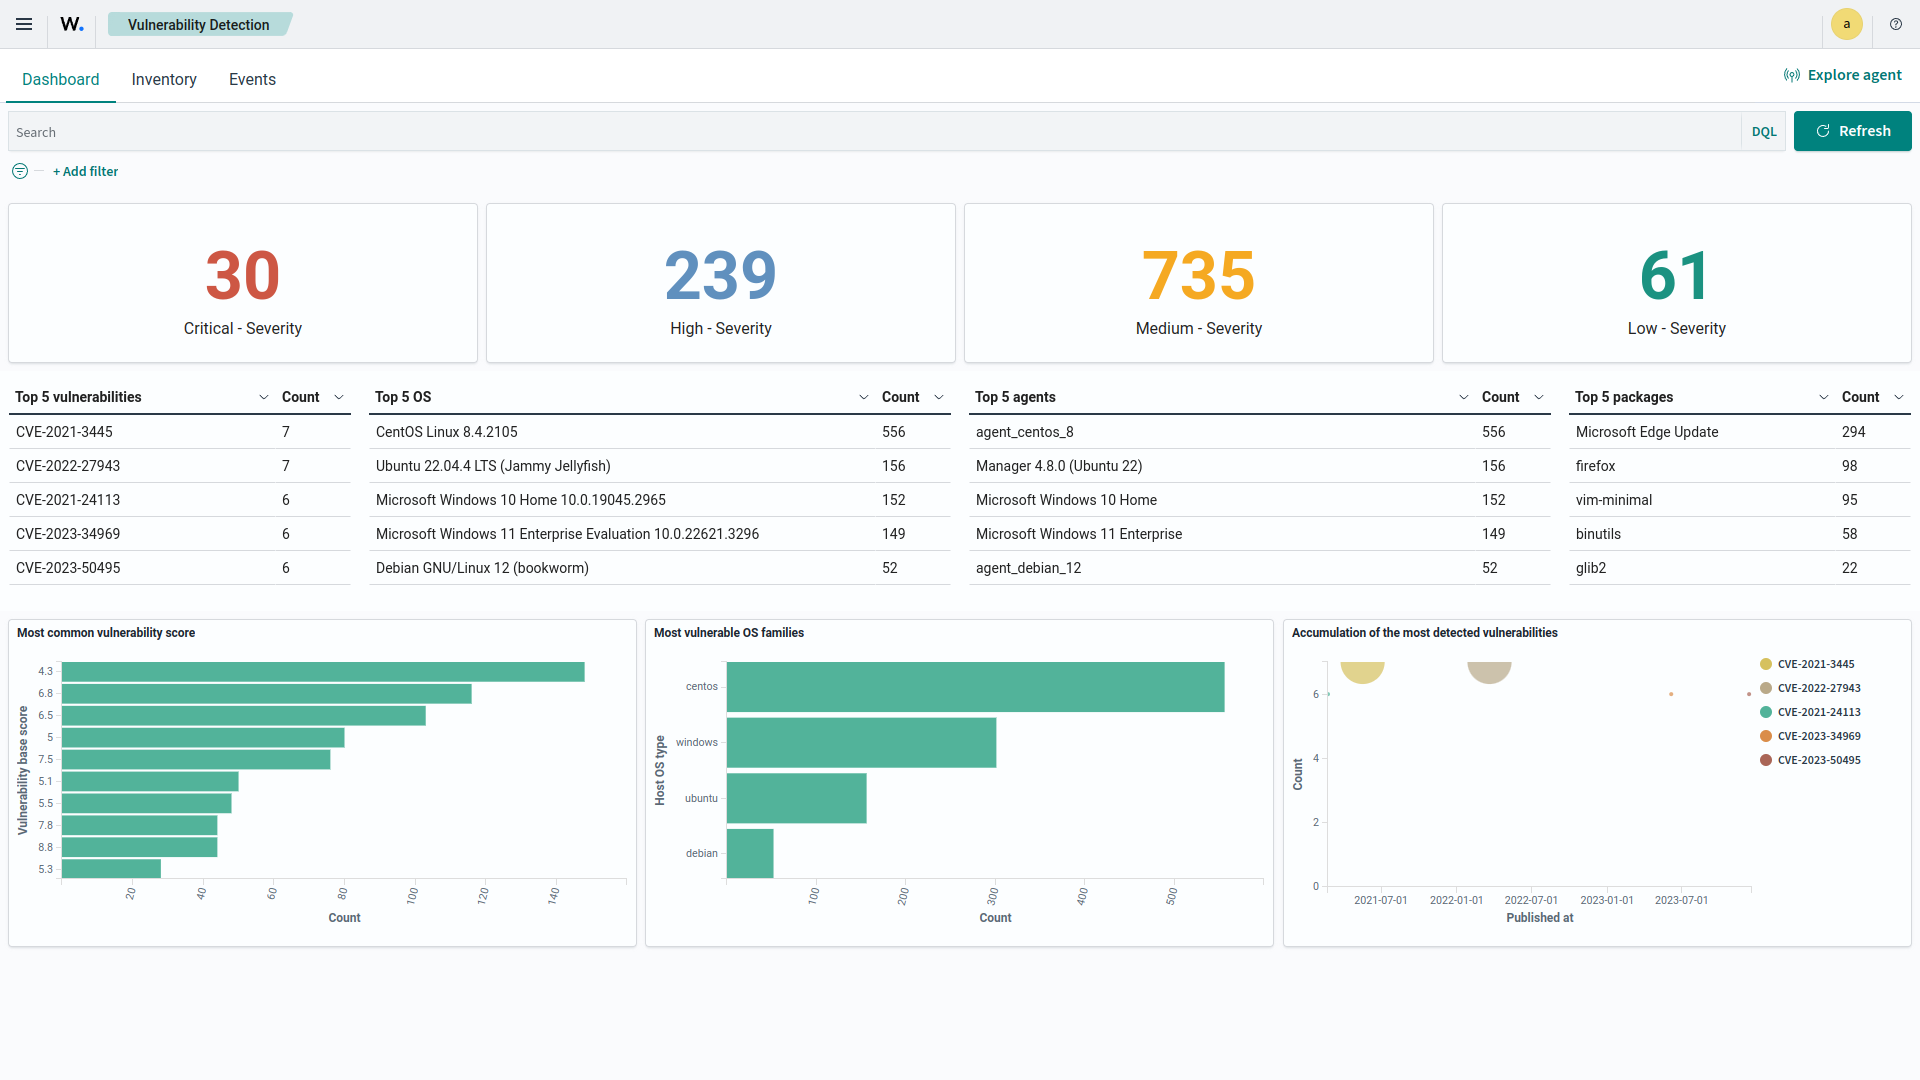 W.
Vulnerability Detection
a
Dashboard
Inventory
Events
Explore agent
Search
DQL
Refresh
+ Add filter
30
Critical - Severity
239
High - Severity
735
Medium - Severity
61
Low - Severity
Top 5 vulnerabilities Count
CVE-2021-3445 7
CVE-2022-27943 7
CVE-2021-24113 6
CVE-2023-34969 6
CVE-2023-50495 6
Top 5 OS Count
CentOS Linux 8.4.2105 556
Ubuntu 22.04.4 LTS (Jammy Jellyfish) 156
Microsoft Windows 10 Home 10.0.19045.2965 152
Microsoft Windows 11 Enterprise Evaluation 10.0.22621.3296 149
Debian GNU/Linux 12 (bookworm) 52
Top 5 agents Count
agent_centos_8 556
Manager 4.8.0 (Ubuntu 22) 156
Microsoft Windows 10 Home 152
Microsoft Windows 11 Enterprise 149
agent_debian_12 52
Top 5 packages Count
Microsoft Edge Update 294
firefox 98
vim-minimal 95
binutils 58
glib2 22
Most common vulnerability score
Vulnerability base score
4.3
6.8
6.5
5
7.5
5.1
5.5
7.8
8.8
5.3
20 40 60 80 100 120 140
Count
Most vulnerable OS families
Host OS type
centos
windows
ubuntu
debian
100 200 300 400 500
Count
Accumulation of the most detected vulnerabilities
Count
6
4
2
0
2021-07-01 2022-01-01 2022-07-01 2023-01-01 2023-07-01
Published at
CVE-2021-3445
CVE-2022-27943
CVE-2021-24113
CVE-2023-34969
CVE-2023-50495